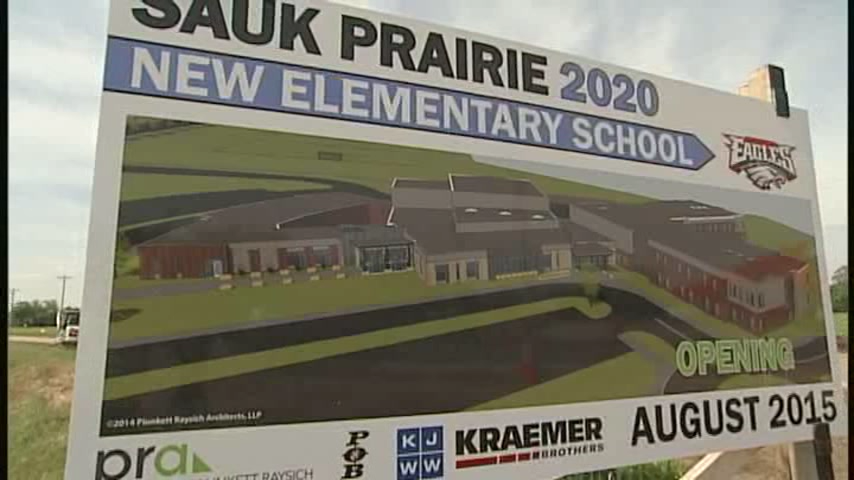 SAUK PRAIRIE 2020
NEW ELEMENTARY SCHOOL
EAGLES
OPENING
©2014 Plunkett Raysich Architects, LLP
AUGUST 2015
pra
RAYSICH
P&B
KJ
WW
KRAEMER
BROTHERS